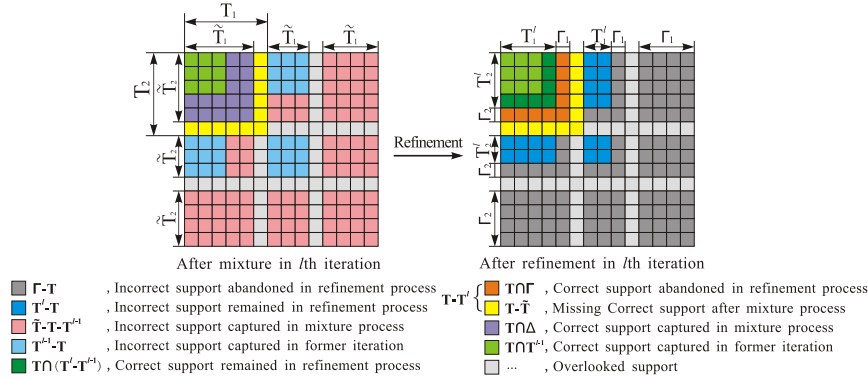 T₁
T̃₁ T̃₁ T̃₁
T₂
T̃₂
T̃₂
T̃₂
Refinement
T₁ˡ Γ₁ T₁ˡ Γ₁ Γ₁
T₂ˡ
Γ₂
T₂ˡ
Γ₂
Γ₂
After mixture in lth iteration
After refinement in lth iteration
Γ-T , Incorrect support abandoned in refinement process
Tˡ-T , Incorrect support remained in refinement process
T̃-T-Tˡ⁻¹ , Incorrect support captured in mixture process
Tˡ⁻¹-T , Incorrect support captured in former iteration
T∩(Tˡ-Tˡ⁻¹) , Correct support remained in refinement process
T-Tˡ {
T∩Γ , Correct support abandoned in refinement process
T-T̃ , Missing Correct support after mixture process
T∩Δ , Correct support captured in mixture process
T∩Tˡ⁻¹ , Correct support captured in former iteration
... , Overlooked support